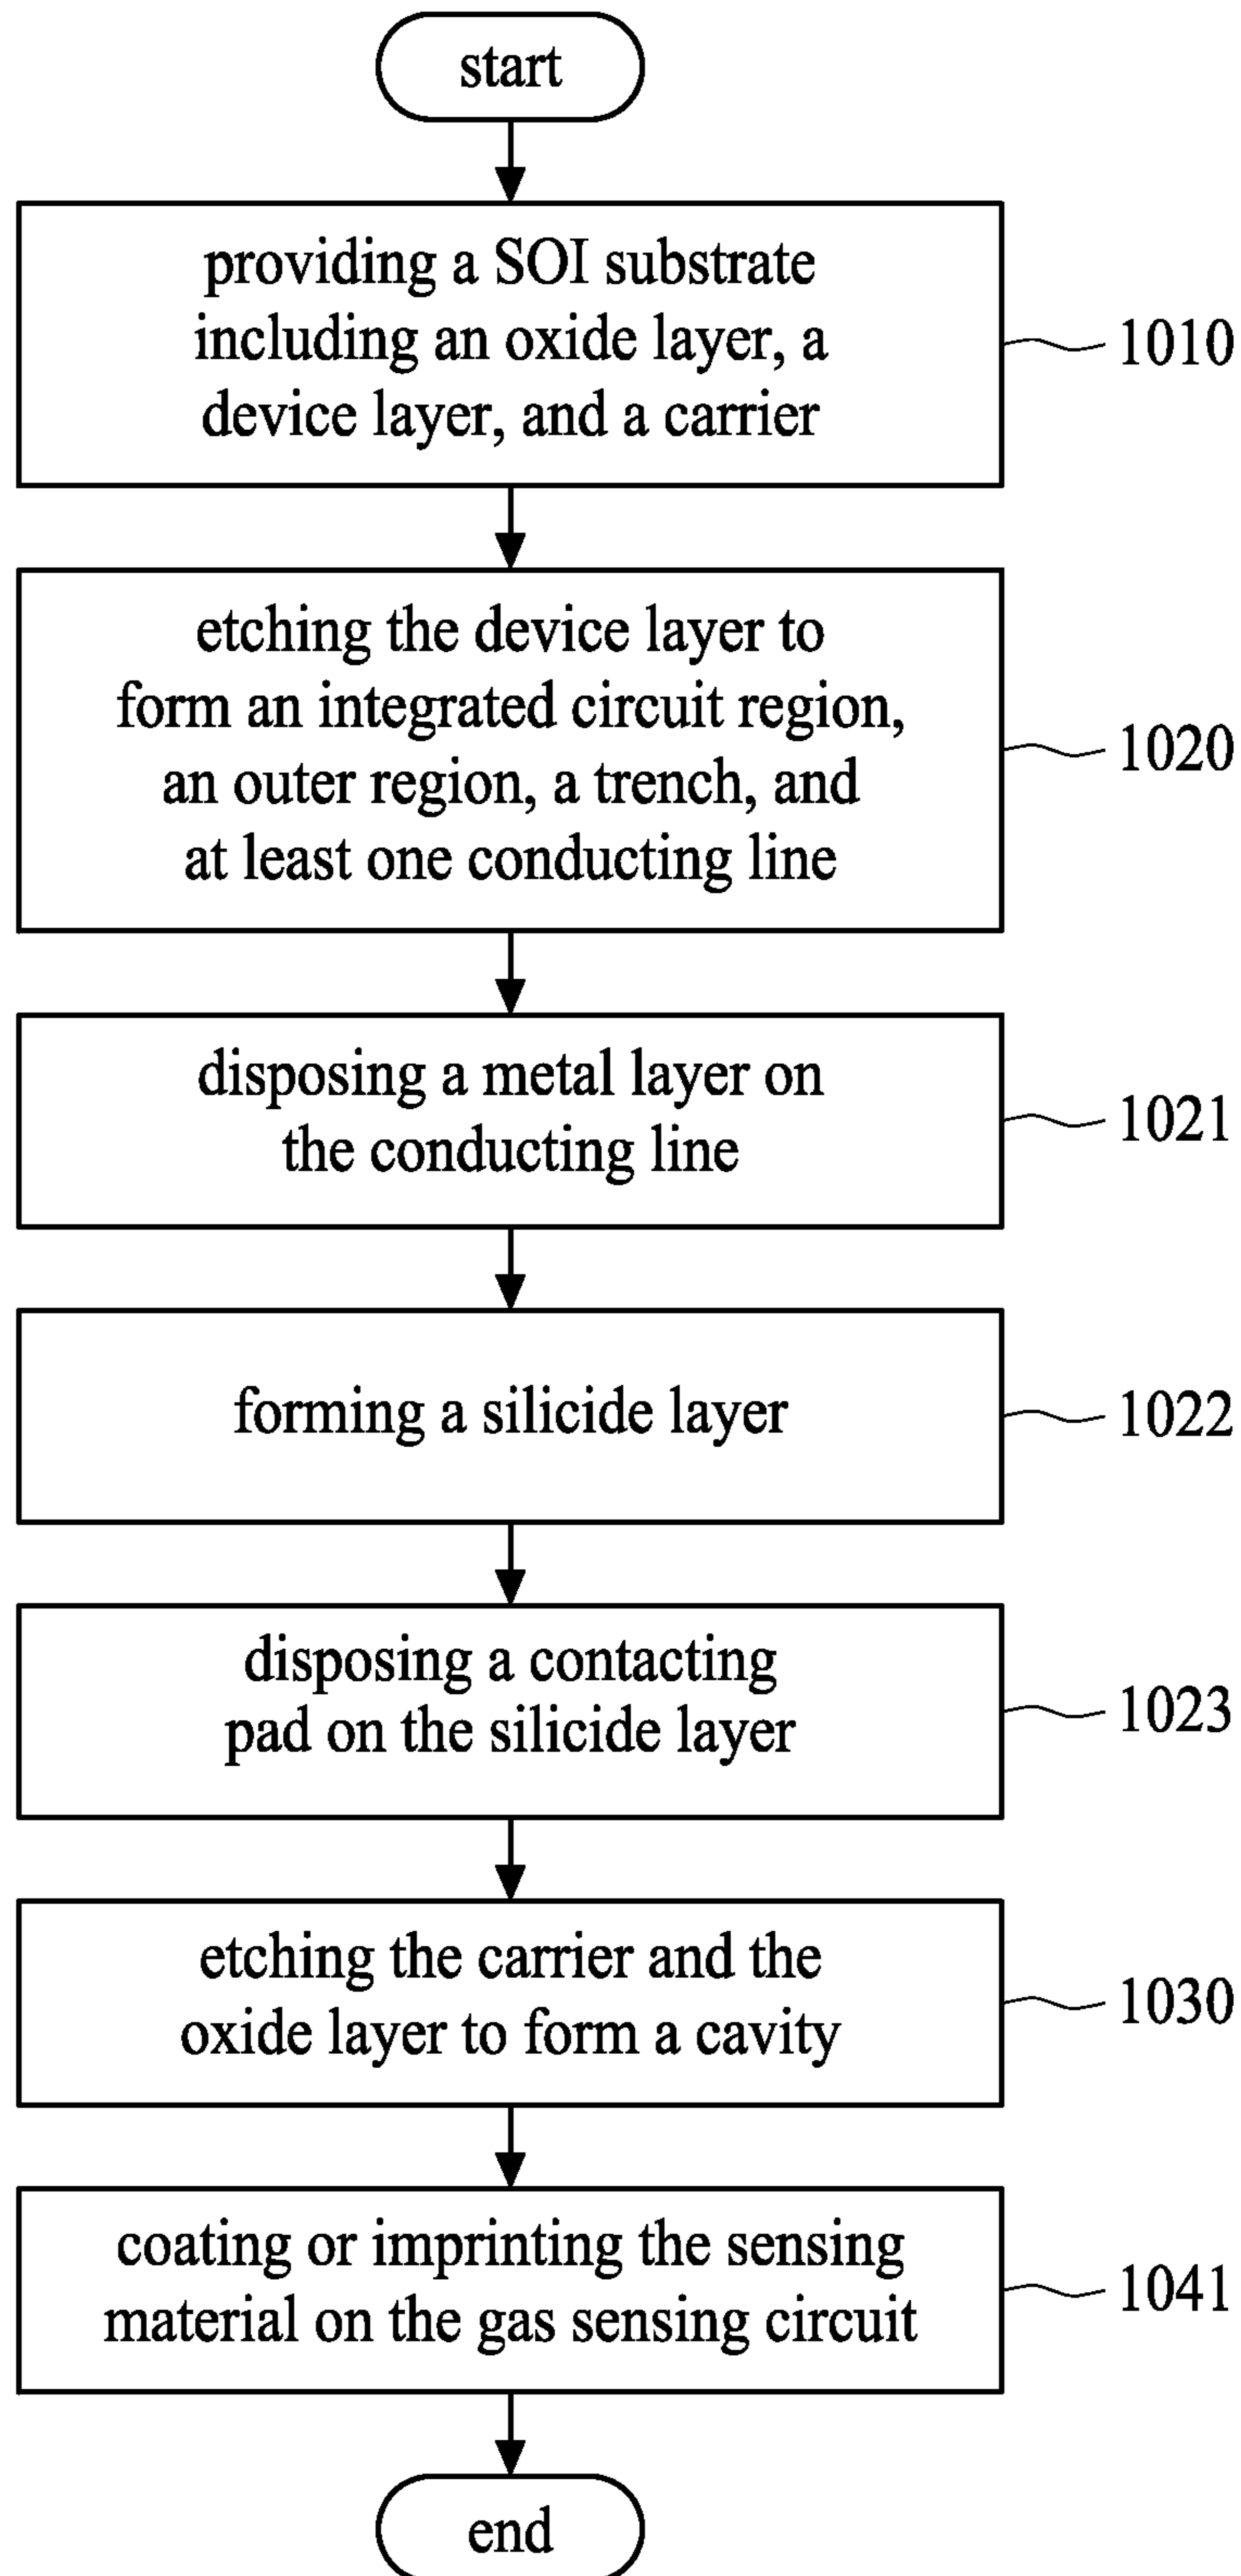 start
providing a SOI substrate
including an oxide layer, a
device layer, and a carrier
1010
etching the device layer to
form an integrated circuit region,
an outer region, a trench, and
at least one conducting line
1020
disposing a metal layer on
the conducting line
1021
forming a silicide layer
1022
disposing a contacting
pad on the silicide layer
1023
etching the carrier and the
oxide layer to form a cavity
1030
coating or imprinting the sensing
material on the gas sensing circuit
1041
end